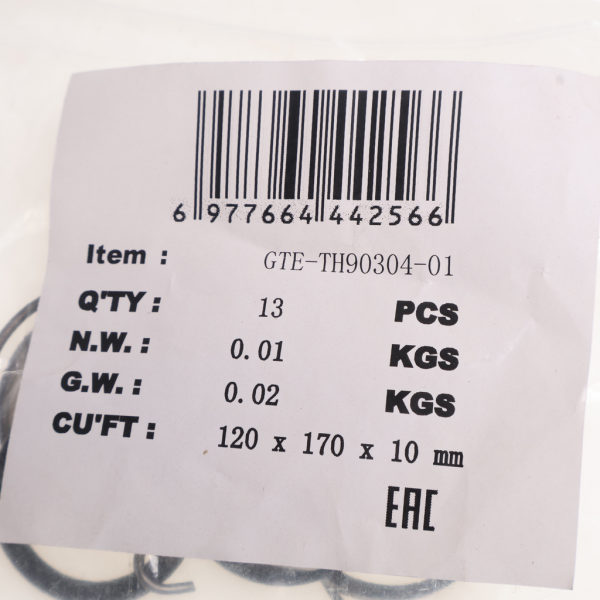 6 977664 442566
Item : GTE-TH90304-01
Q'TY : 13 PCS
N.W. : 0.01 KGS
G.W. : 0.02 KGS
CU'FT : 120 x 170 x 10 mm
EAC